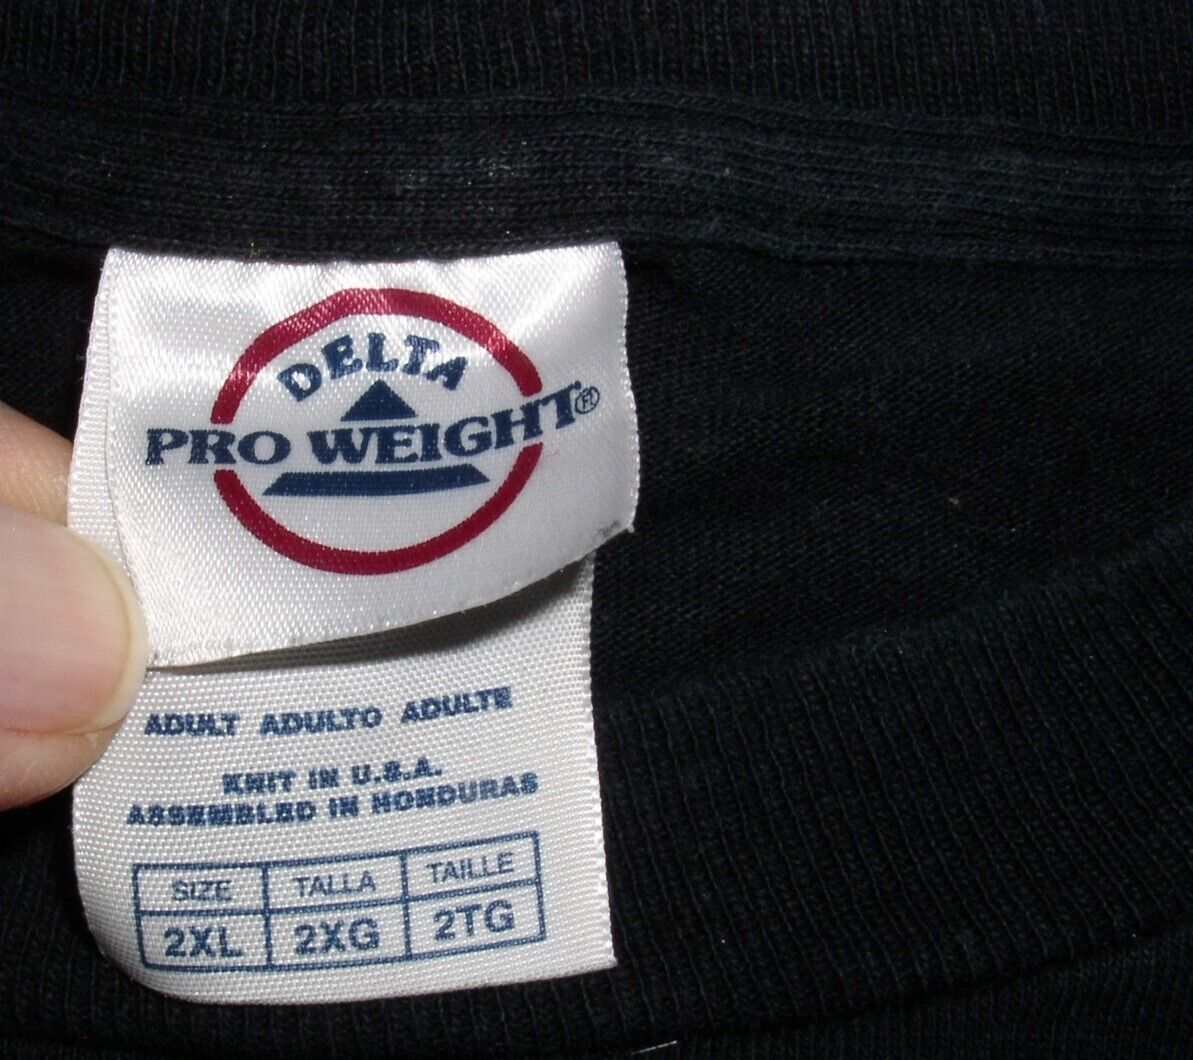 DELTA
PRO WEIGHT®
ADULT ADULTO ADULTE
KNIT IN U.S.A.
ASSEMBLED IN HONDURAS
SIZE TALLA TAILLE
2XL 2XG 2TG